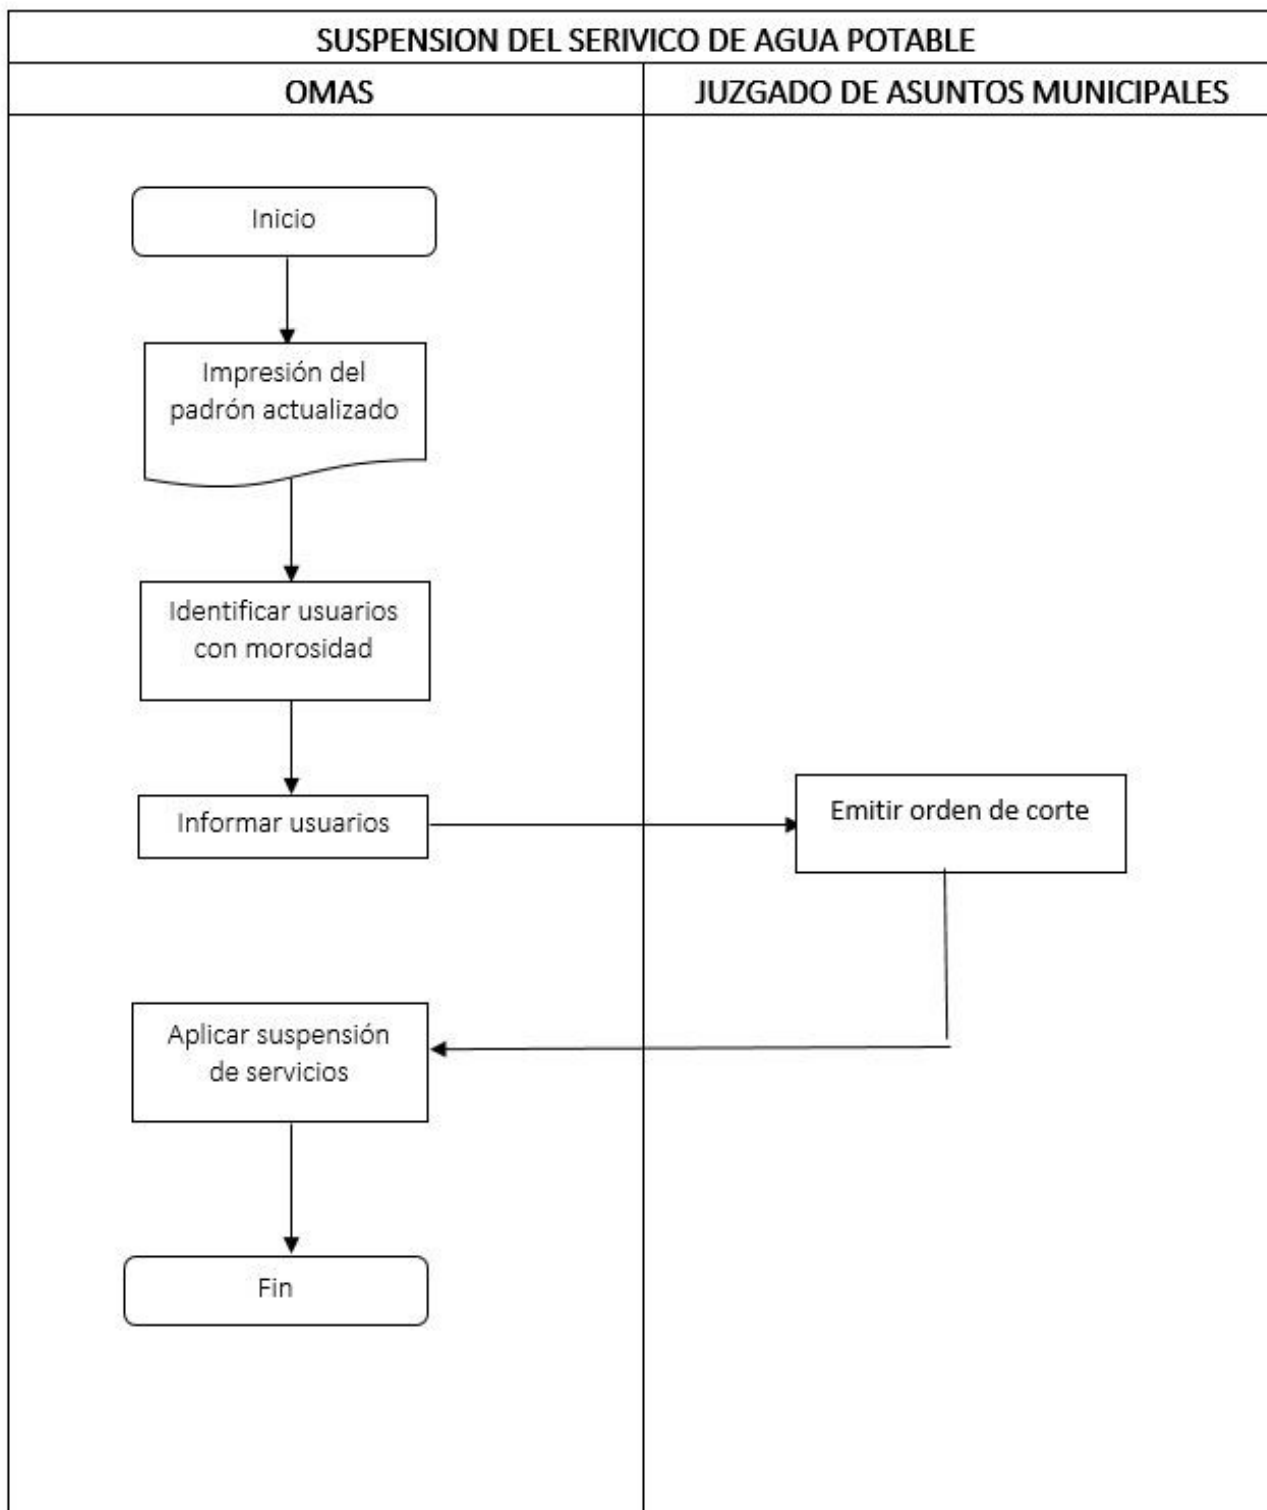 SUSPENSION DEL SERIVICO DE AGUA POTABLE
OMAS
JUZGADO DE ASUNTOS MUNICIPALES
Inicio
Impresión del
padrón actualizado
Identificar usuarios
con morosidad
Informar usuarios
Emitir orden de corte
Aplicar suspensión
de servicios
Fin